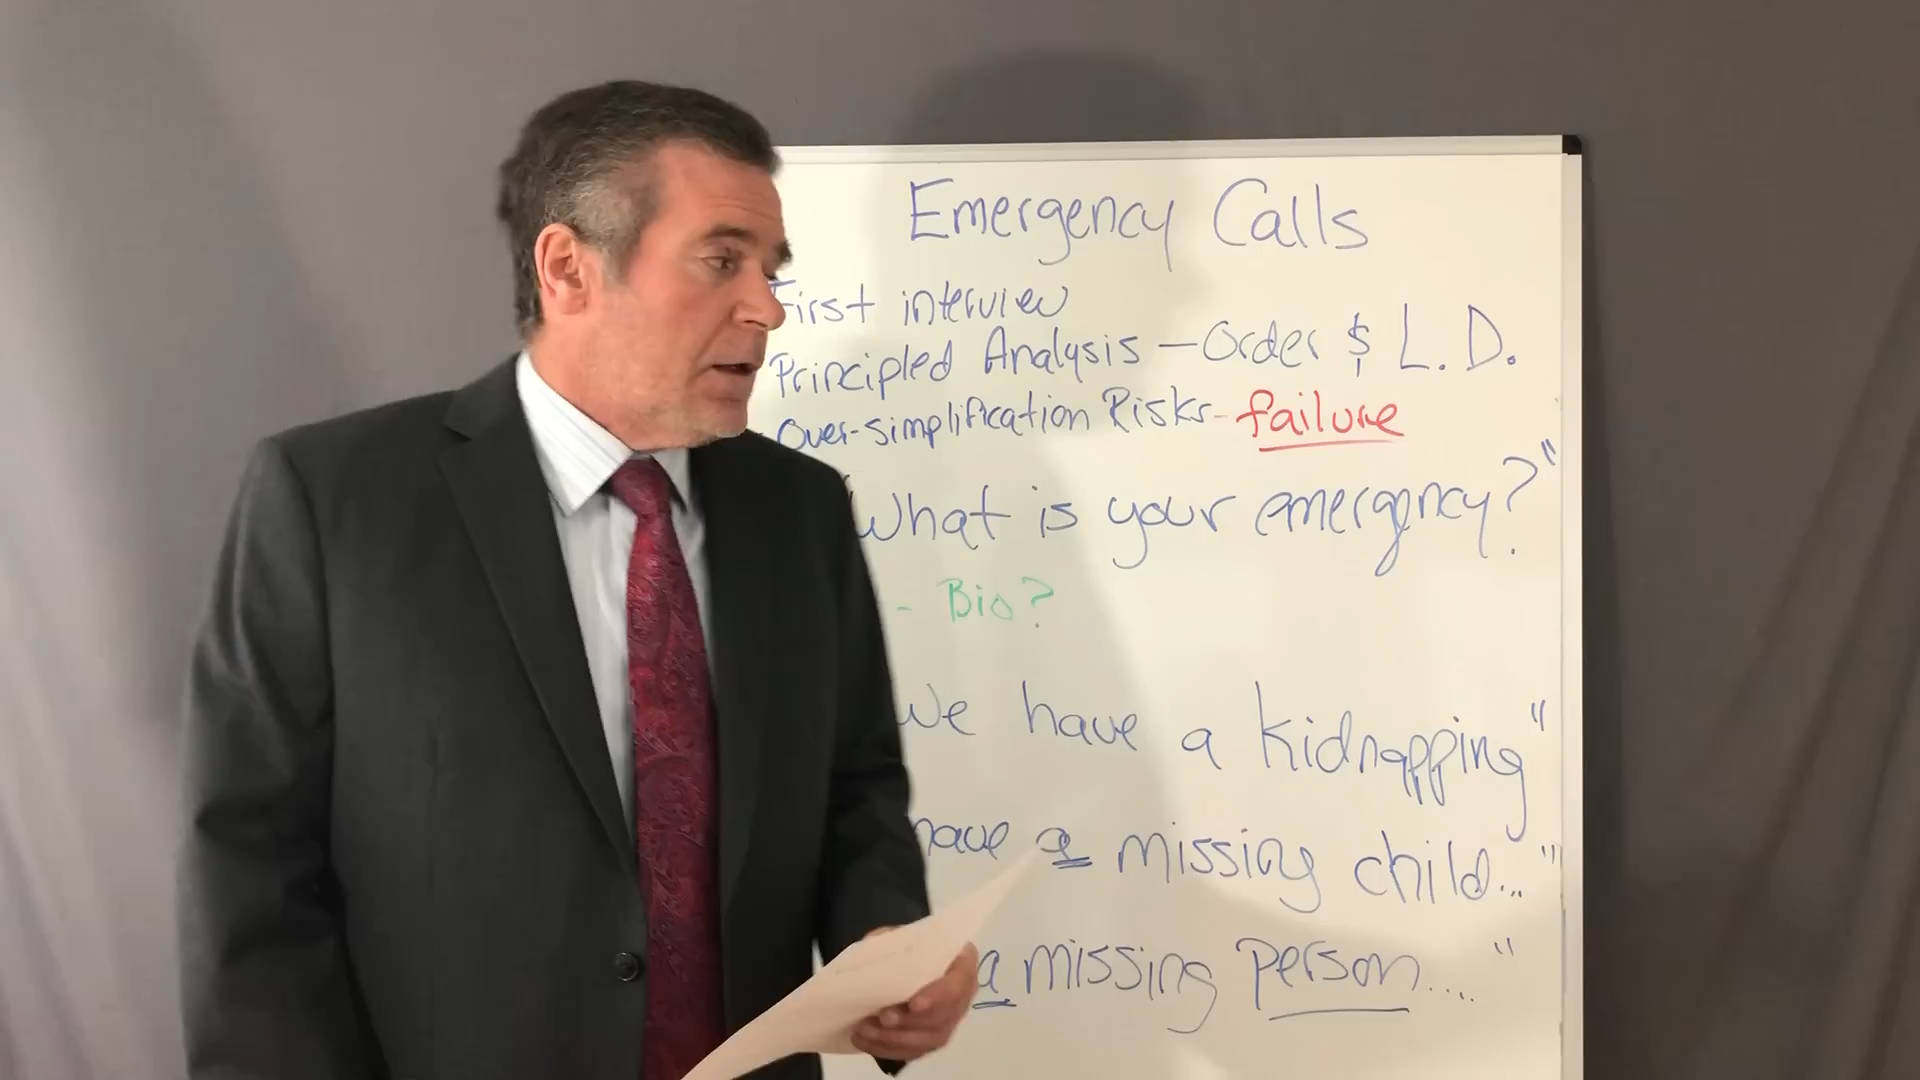 Emergency Calls
First interview
Principled Analysis - Order & L.D.
Over-simplification Risks - failure
"What is your emergency?"
- Bio?
We have a kidnapping"
have a missing child..."
a missing person...."